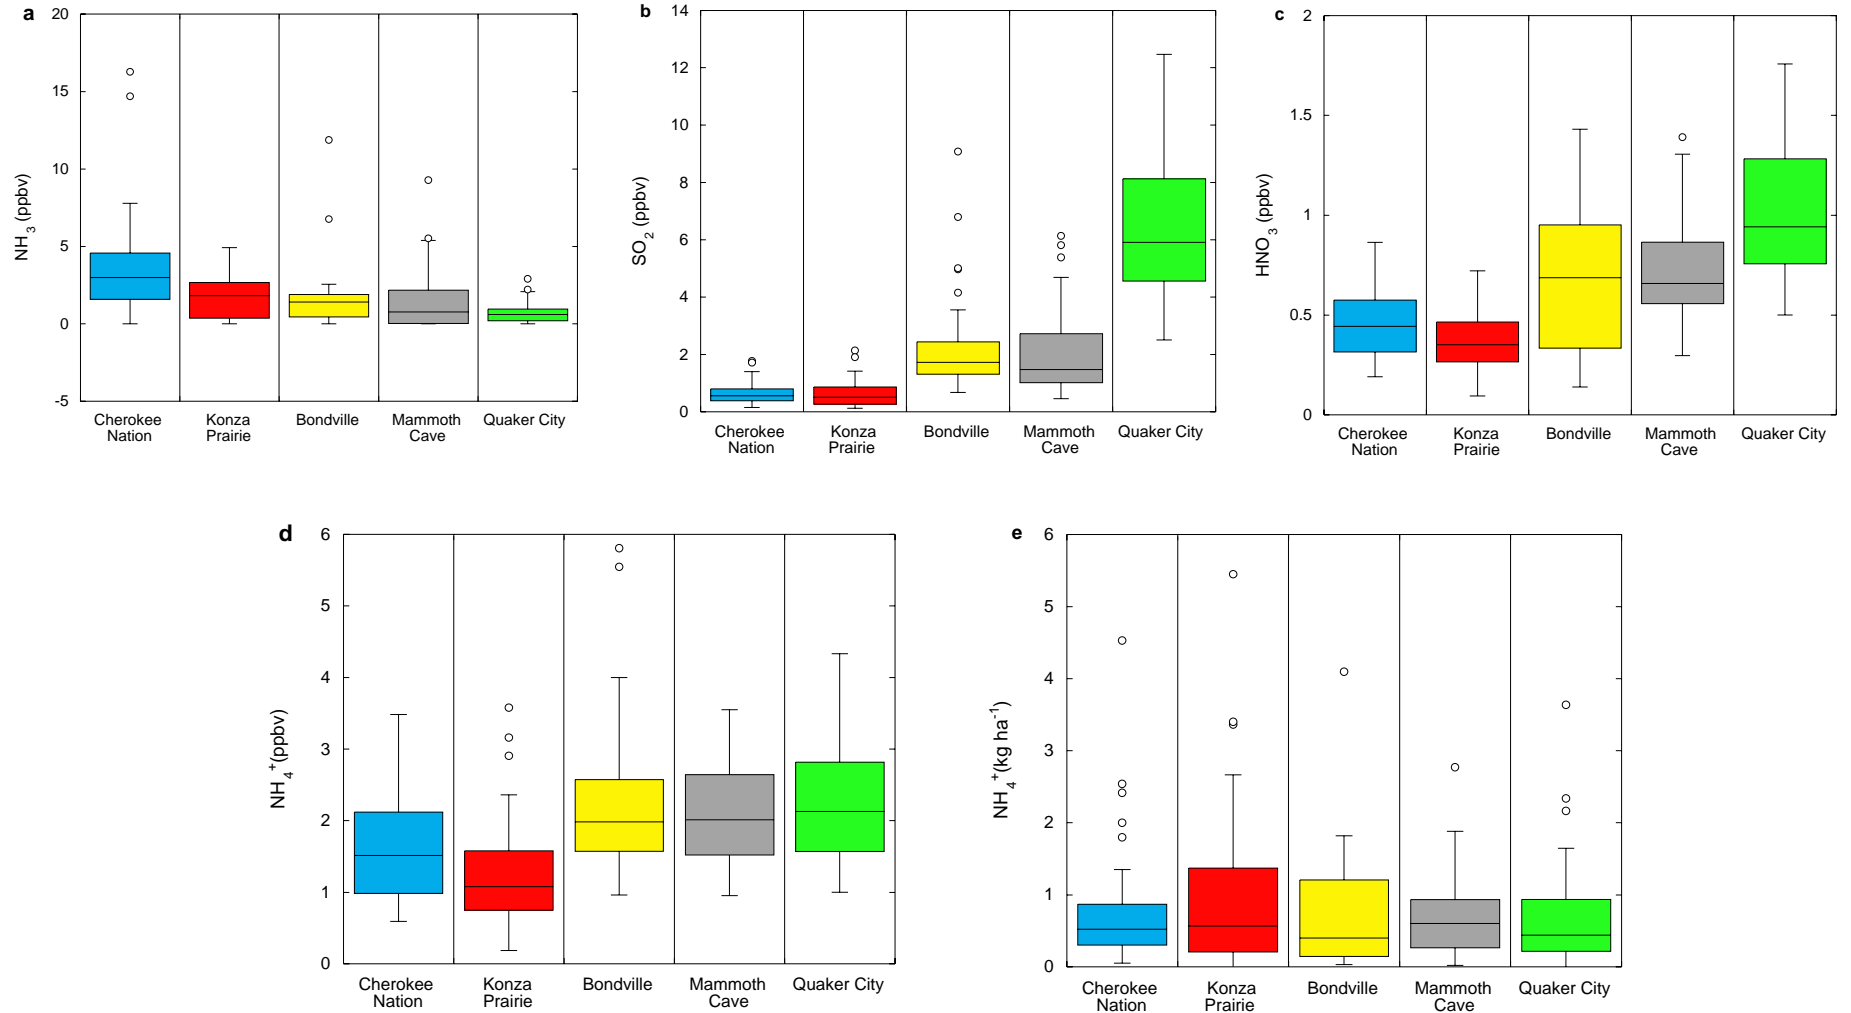 a
20
15
10
5
0
-5
NH3 (ppbv)
Cherokee Nation
Konza Prairie
Bondville
Mammoth Cave
Quaker City
b
14
12
10
8
6
4
2
0
SO2 (ppbv)
Cherokee Nation
Konza Prairie
Bondville
Mammoth Cave
Quaker City
c
2
1.5
1
0.5
0
HNO3 (ppbv)
Cherokee Nation
Konza Prairie
Bondville
Mammoth Cave
Quaker City
d
6
5
4
3
2
1
0
NH4+(ppbv)
Cherokee Nation
Konza Prairie
Bondville
Mammoth Cave
Quaker City
e
6
5
4
3
2
1
0
NH4+(kg ha-1)
Cherokee Nation
Konza Prairie
Bondville
Mammoth Cave
Quaker City